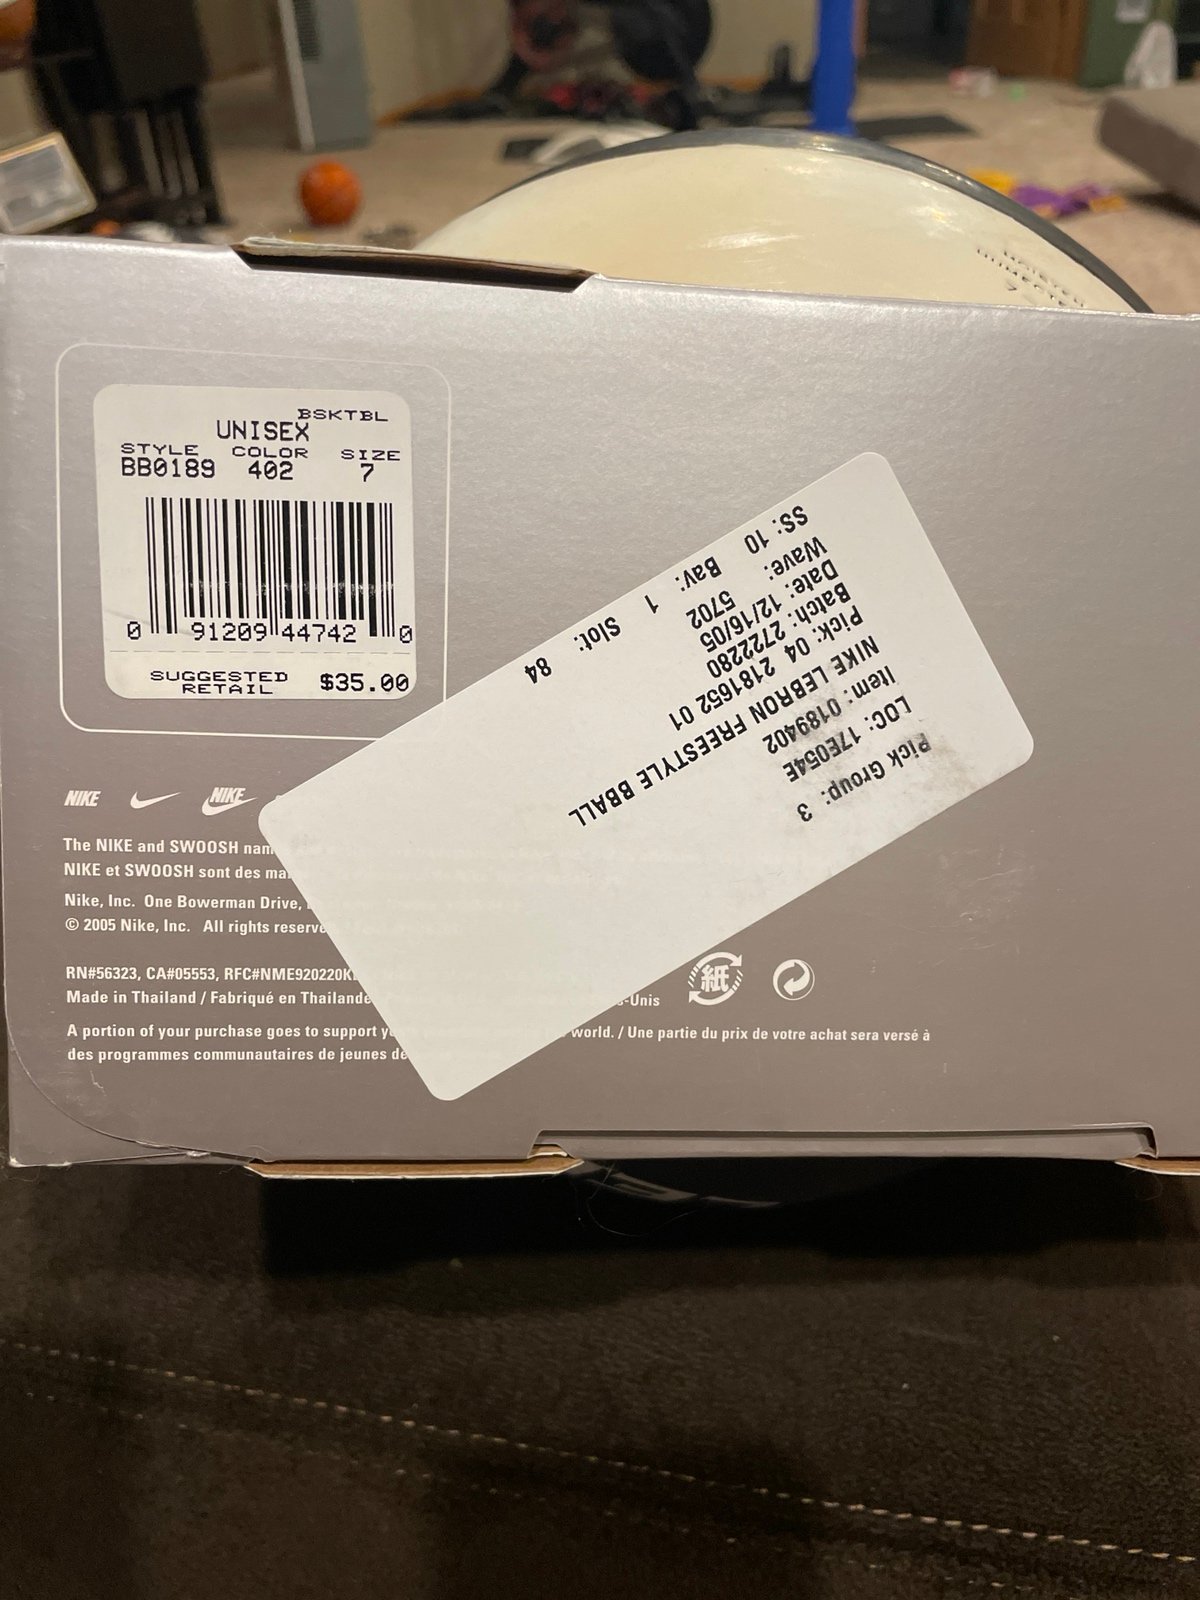 BSKTBL
UNISEX
STYLE COLOR SIZE
BB0189 402 7
0 91209 44742 0
SUGGESTED
RETAIL $35.00
SS: 10 Bav: 1 Slot: 84
Wave: 5702
Date: 12/16/05
Batch: 2722280
Pick: 04 2181652 01
NIKE LEBRON FREESTYLE BBALL
Item: 0189402
LOC: 17E054E
Pick Group: 3
NIKE NIKE
The NIKE and SWOOSH nam
NIKE et SWOOSH sont des ma
Nike, Inc. One Bowerman Drive,
© 2005 Nike, Inc. All rights reserve
RN#56323, CA#05553, RFC#NME920220K
Made in Thailand / Fabriqué en Thailande -Unis
紙
A portion of your purchase goes to support y world. / Une partie du prix de votre achat sera versé à
des programmes communautaires de jeunes de